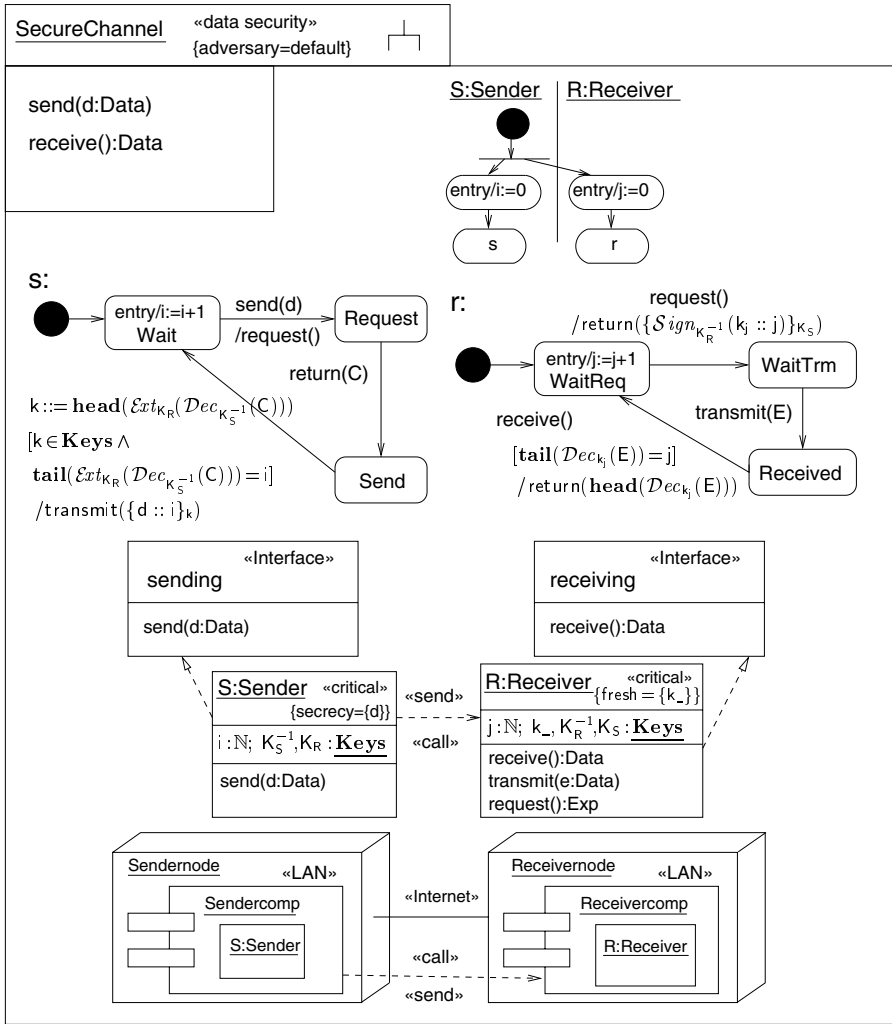 SecureChannel «data security»
{adversary=default}
send(d:Data)
receive():Data
S:Sender R:Receiver
entry/i:=0 entry/j:=0
s r
s:
entry/i:=i+1
Wait
send(d)
/request()
Request
return(C)
k::= head(Ext_{K_R}(Dec_{K_S^{-1}}(C)))
[k ∈ Keys ∧
tail(Ext_{K_R}(Dec_{K_S^{-1}}(C))) = i]
/transmit({d :: i}_k)
Send
r:
request()
/return({Sign_{K_R^{-1}}(k_j :: j)}_{K_S})
entry/j:=j+1
WaitReq
WaitTrm
transmit(E)
receive()
[tail(Dec_{k_j}(E)) = j]
/return(head(Dec_{k_j}(E)))
Received
«Interface»
sending
send(d:Data)
«Interface»
receiving
receive():Data
S:Sender «critical»
{secrecy={d}}
i : ℕ; K_S^{-1}, K_R : Keys
send(d:Data)
«send»
«call»
R:Receiver «critical»
{fresh = {k_}}
j : ℕ; k_, K_R^{-1}, K_S : Keys
receive():Data
transmit(e:Data)
request():Exp
Sendernode
«LAN»
Sendercomp
S:Sender
«Internet»
«call»
«send»
Receivernode
«LAN»
Receivercomp
R:Receiver